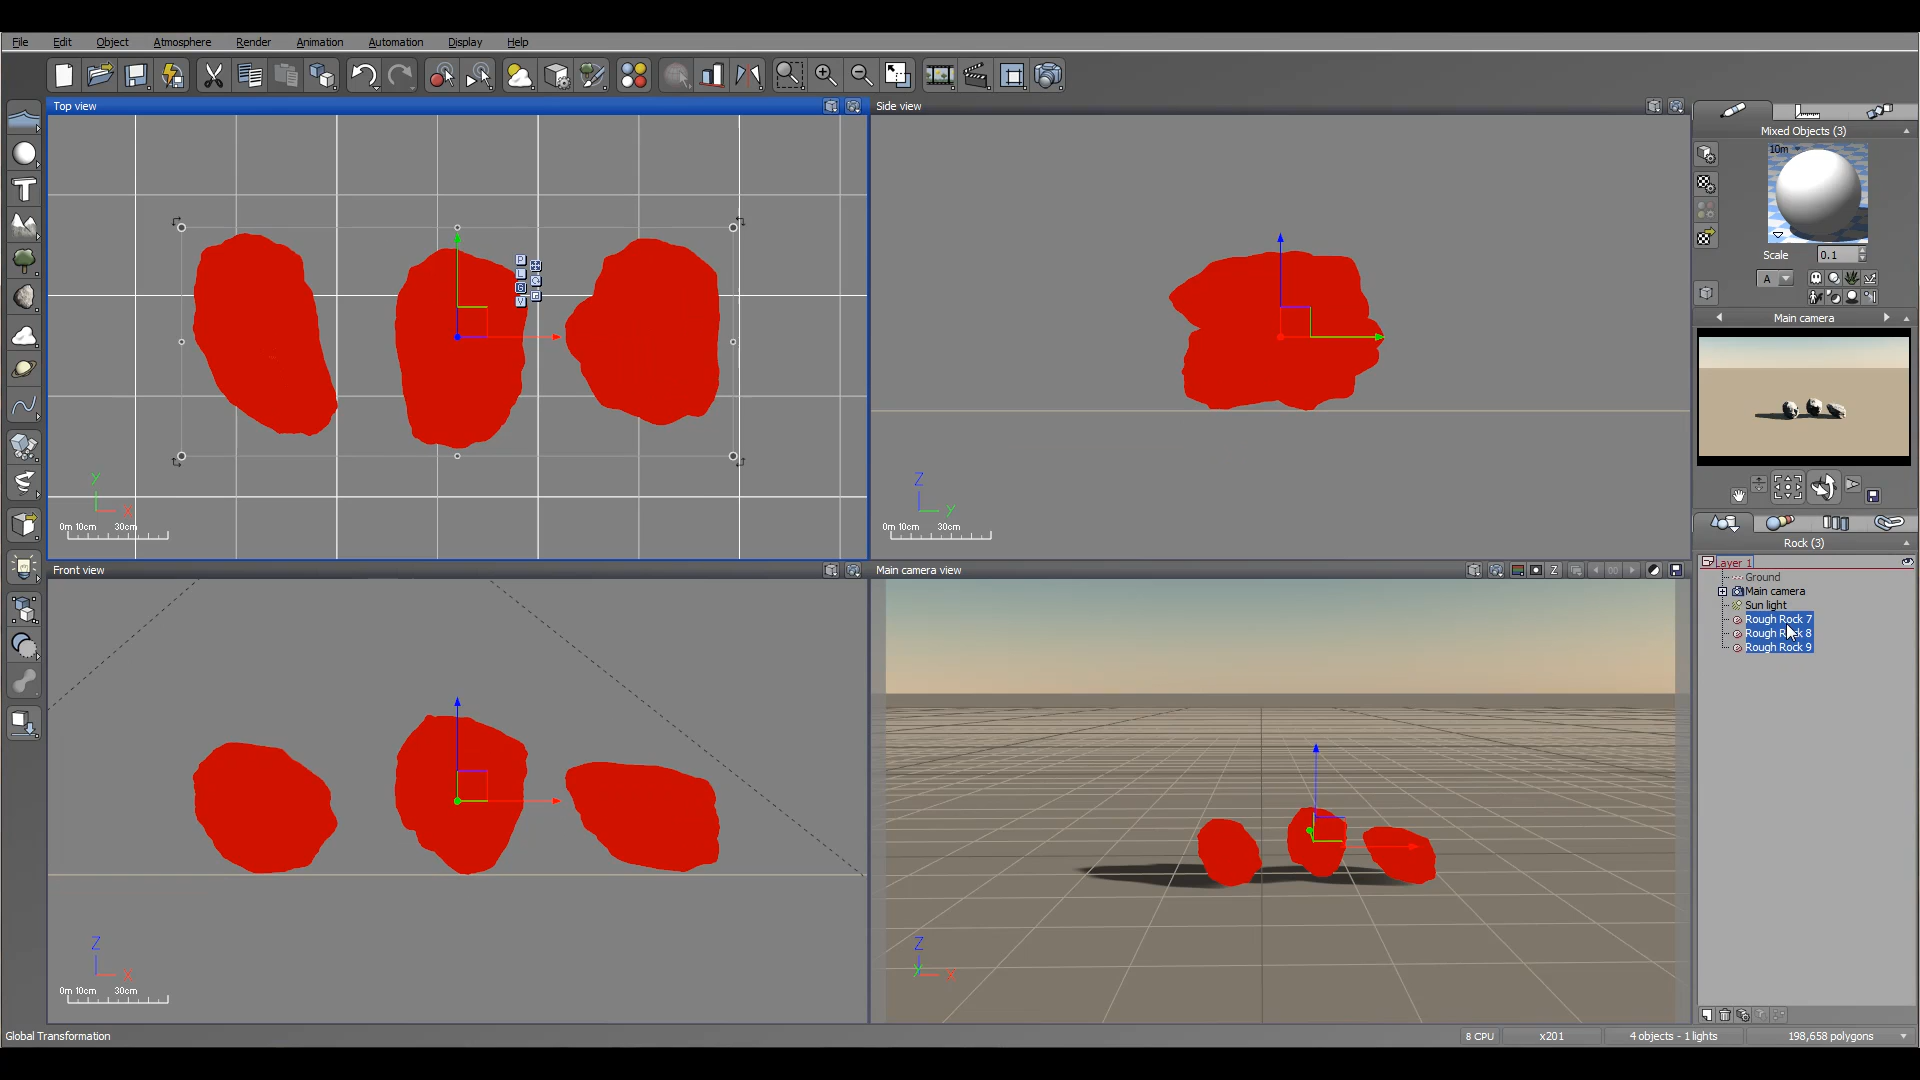 File Edit Object Atmosphere Render Animation Automation Display Help
Top view
Side view
Mixed Objects (3)
10m
P
L
G
V
Scale 0.1
A
Main camera
Y
X
Z
Y
0m 10cm 30cm
0m 10cm 30cm
Rock (3)
Layer 1
Ground
Main camera
Sun light
Rough Rock 7
Rough Rock 8
Rough Rock 9
Front view
Main camera view
Z
Z
X
Z
Y
X
0m 10cm 30cm
Global Transformation
8 CPU
x201
4 objects - 1 lights
198,658 polygons